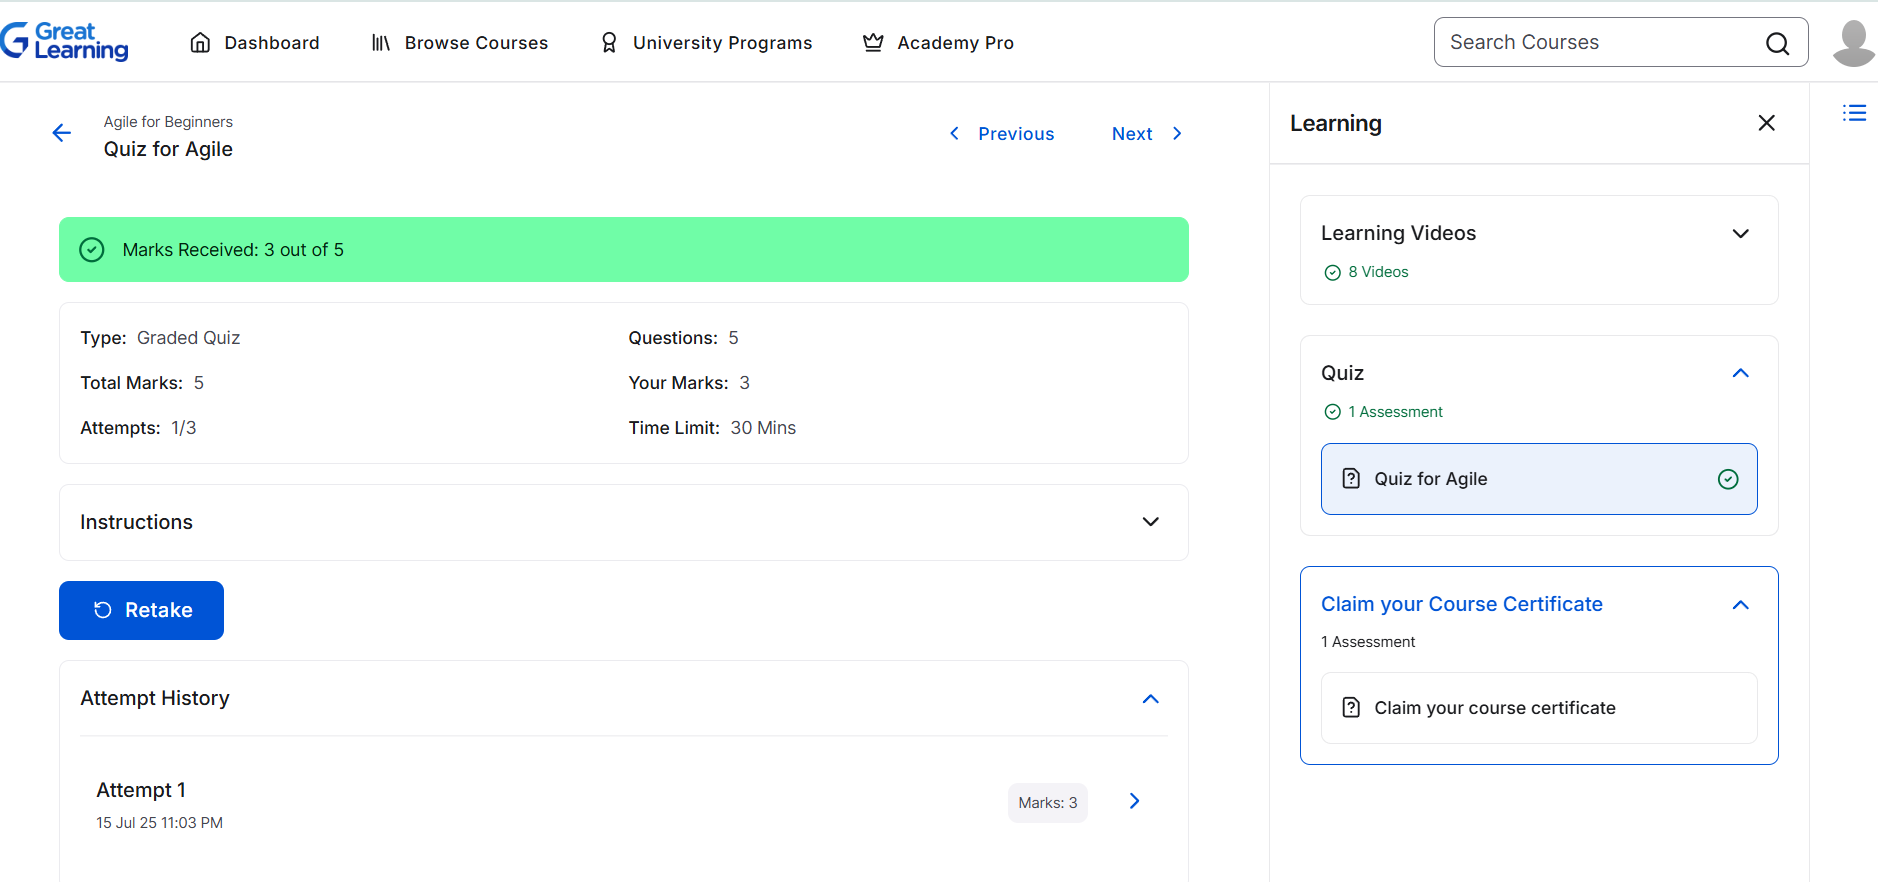 Great Learning
Dashboard
Browse Courses
University Programs
Academy Pro
Search Courses
Agile for Beginners
Quiz for Agile
Previous
Next
Marks Received: 3 out of 5
Type: Graded Quiz
Questions: 5
Total Marks: 5
Your Marks: 3
Attempts: 1/3
Time Limit: 30 Mins
Instructions
Retake
Attempt History
Attempt 1
15 Jul 25 11:03 PM
Marks: 3
Learning
Learning Videos
8 Videos
Quiz
1 Assessment
Quiz for Agile
Claim your Course Certificate
1 Assessment
Claim your course certificate